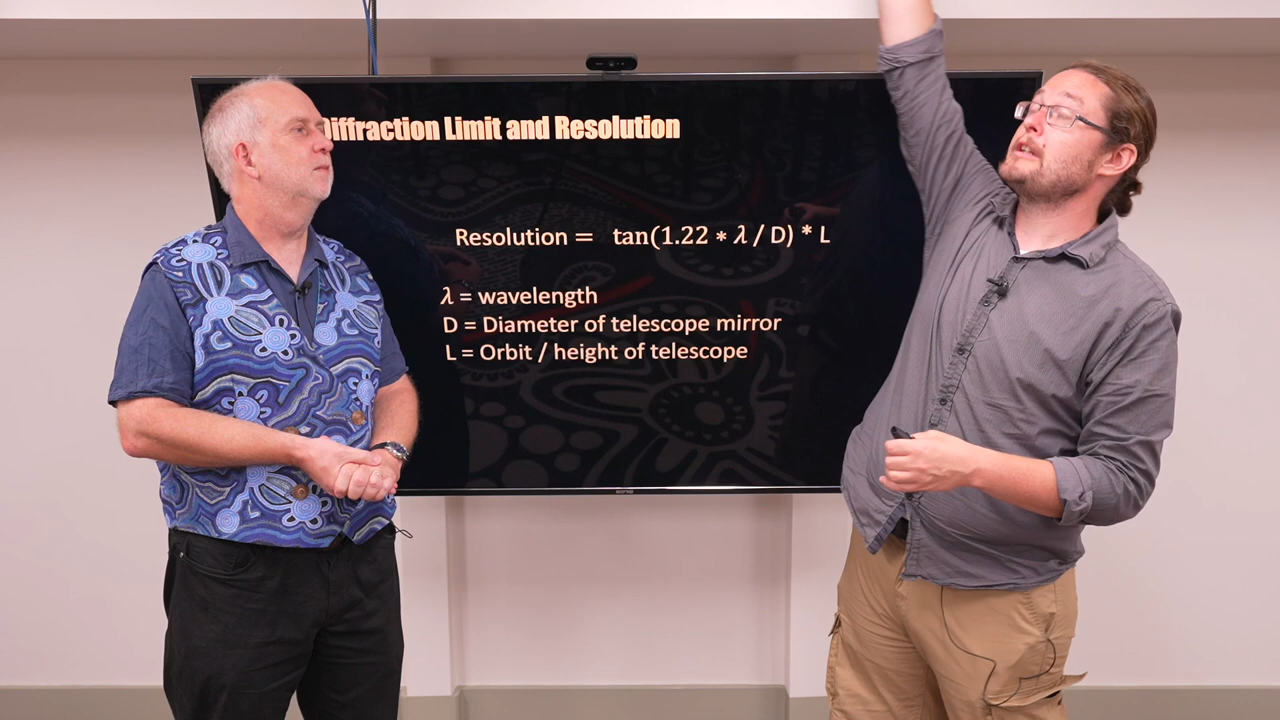 Diffraction Limit and Resolution
Resolution = tan(1.22 * λ / D) * L
λ = wavelength
D = Diameter of telescope mirror
L = Orbit / height of telescope